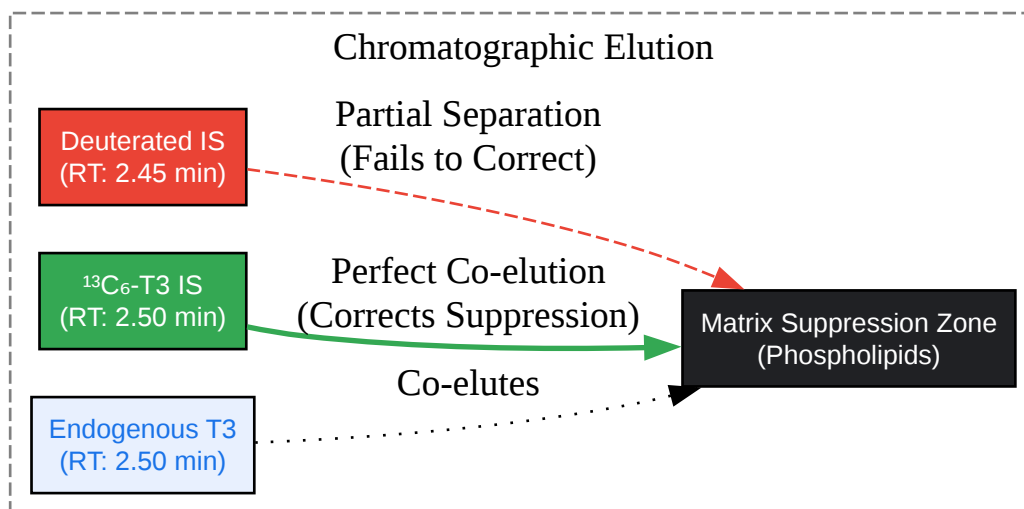 Chromatographic Elution
Deuterated IS
(RT: 2.45 min)
Partial Separation
(Fails to Correct)
¹³C₆-T3 IS
(RT: 2.50 min)
Perfect Co-elution
(Corrects Suppression)
Matrix Suppression Zone
(Phospholipids)
Co-elutes
Endogenous T3
(RT: 2.50 min)